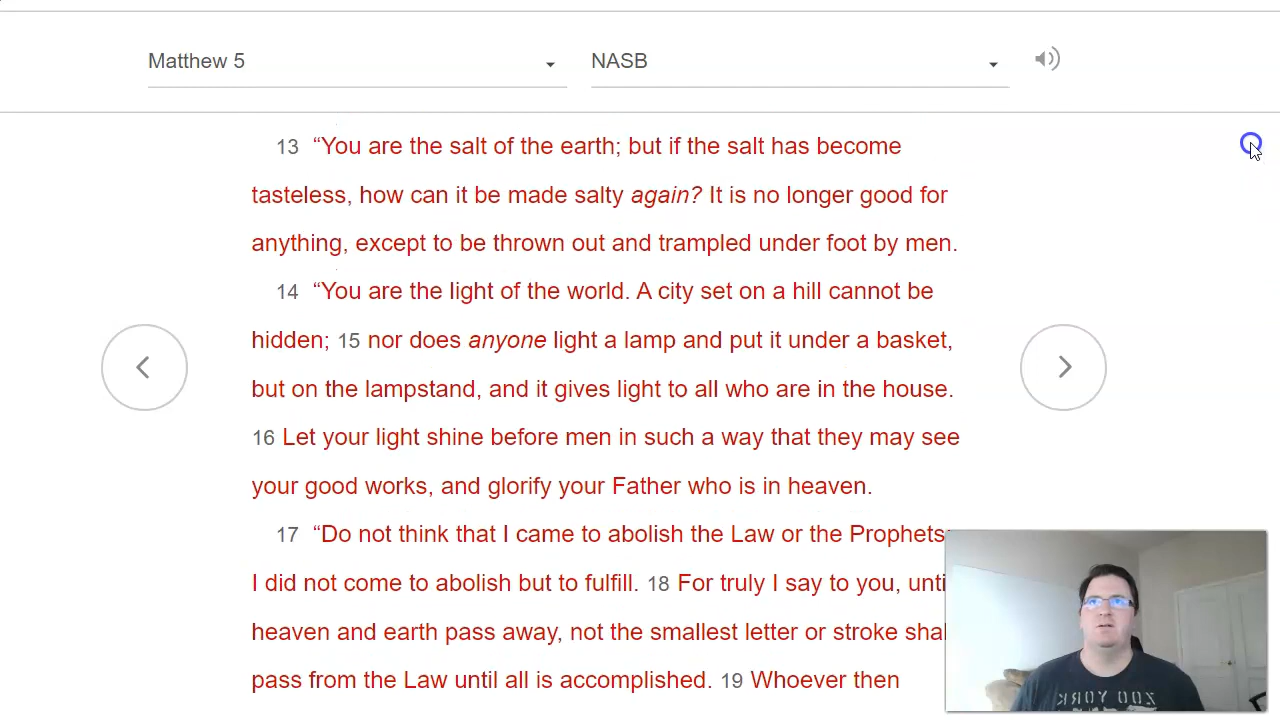 Matthew 5 NASB
13 “You are the salt of the earth; but if the salt has become
tasteless, how can it be made salty again? It is no longer good for
anything, except to be thrown out and trampled under foot by men.
14 “You are the light of the world. A city set on a hill cannot be
hidden; 15 nor does anyone light a lamp and put it under a basket,
but on the lampstand, and it gives light to all who are in the house.
16 Let your light shine before men in such a way that they may see
your good works, and glorify your Father who is in heaven.
17 “Do not think that I came to abolish the Law or the Prophets
I did not come to abolish but to fulfill. 18 For truly I say to you, unti
heaven and earth pass away, not the smallest letter or stroke sha
pass from the Law until all is accomplished. 19 Whoever then
ZOO YORK